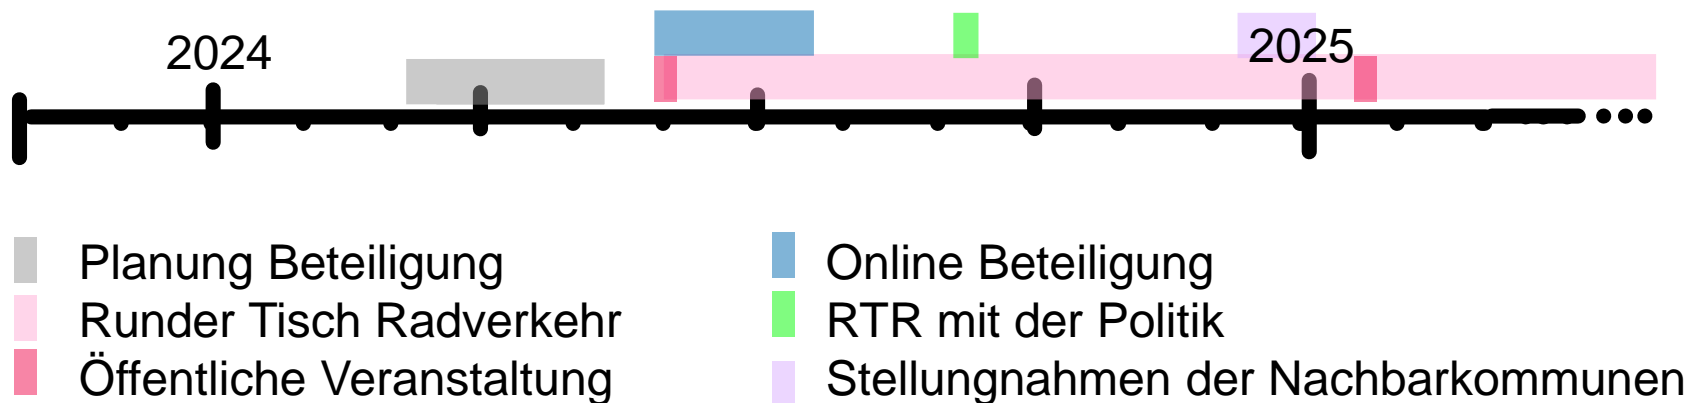 2024
2025
Planung Beteiligung
Runder Tisch Radverkehr
Öffentliche Veranstaltung
Online Beteiligung
RTR mit der Politik
Stellungnahmen der Nachbarkommunen